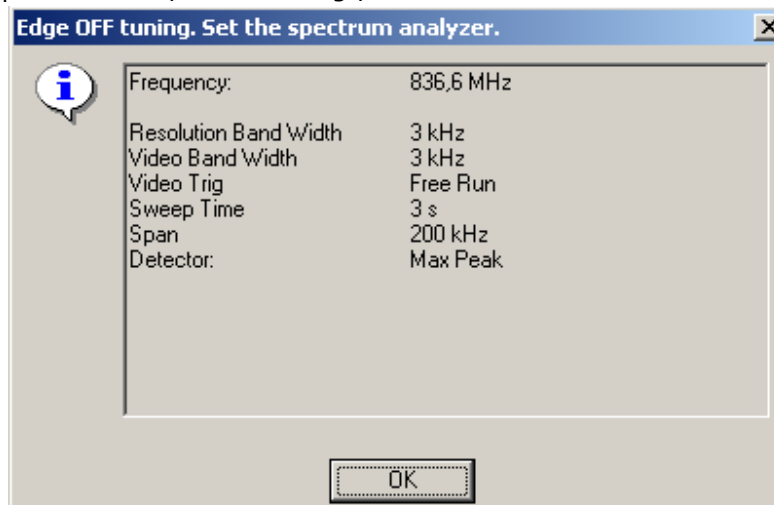 Edge OFF tuning. Set the spectrum analyzer.
Frequency: 836,6 MHz
Resolution Band Width 3 kHz
Video Band Width 3 kHz
Video Trig Free Run
Sweep Time 3 s
Span 200 kHz
Detector: Max Peak
OK